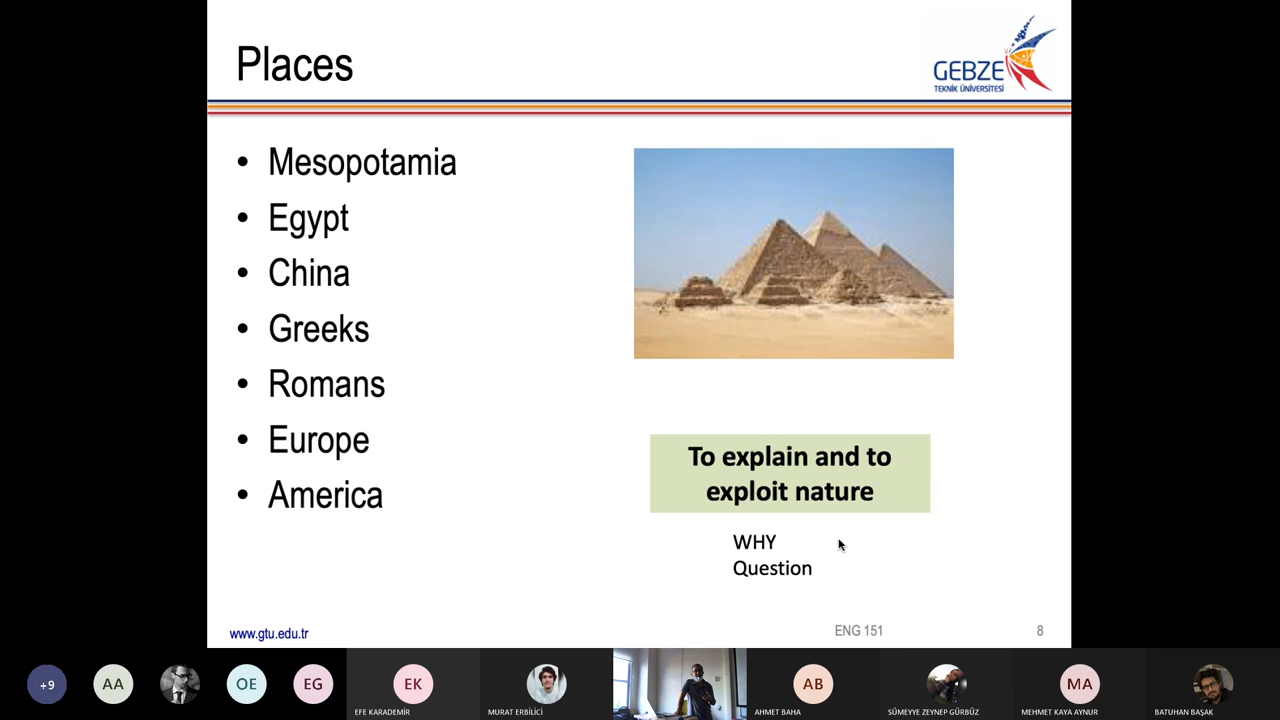 Places
GEBZE
TEKNİK ÜNİVERSİTESİ
• Mesopotamia
• Egypt
• China
• Greeks
• Romans
• Europe
• America
To explain and to
exploit nature
WHY
Question
www.gtu.edu.tr
ENG 151
8
+9
AA
OE
EG
EK
EFE KARADEMİR
MURAT ERBİLİCİ
AB
AHMET BAHA
SÜMEYYE ZEYNEP GÜRBÜZ
MA
MEHMET KAYA AYNUR
BATUHAN BAŞAK